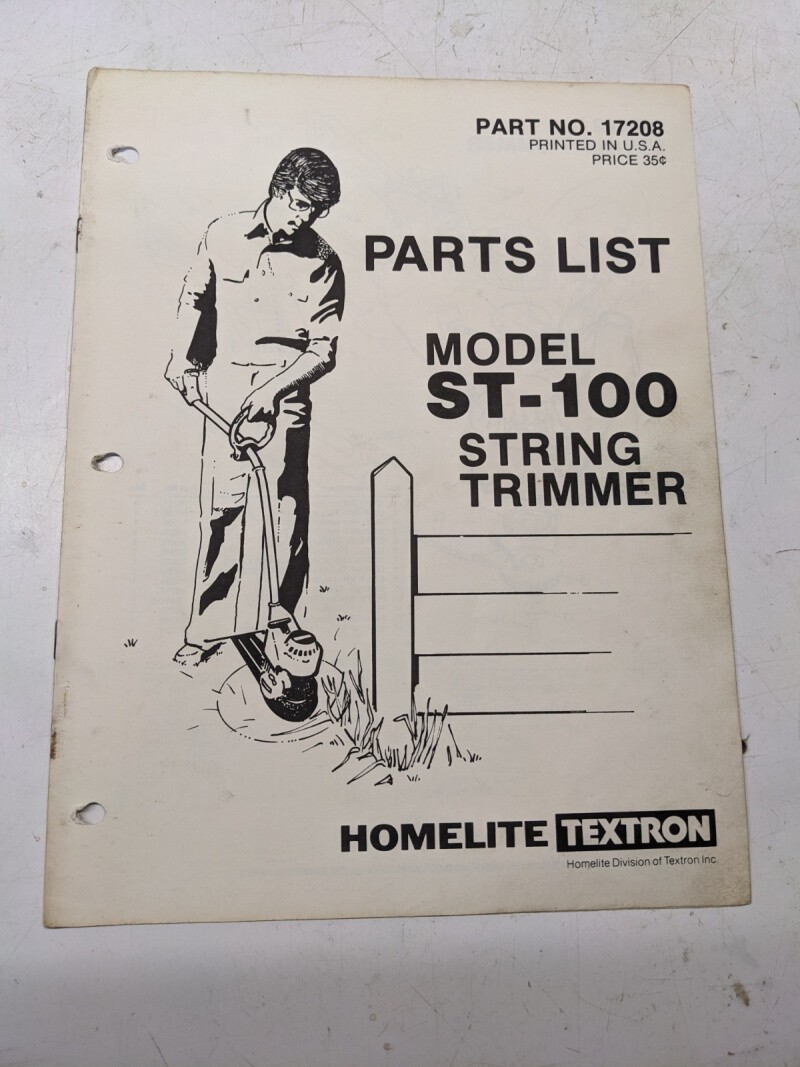 PART NO. 17208
PRINTED IN U.S.A.
PRICE 35¢
PARTS LIST
MODEL
ST-100
STRING
TRIMMER
HOMELITE TEXTRON
Homelite Division of Textron Inc.